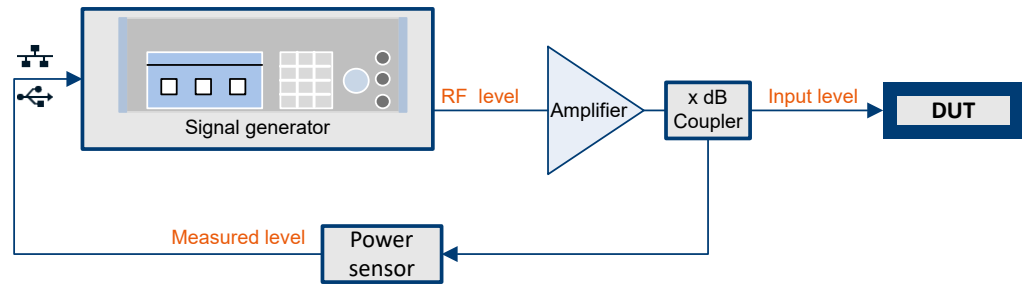 Signal generator
RF level
Amplifier
x dB
Coupler
Input level
DUT
Measured level
Power
sensor